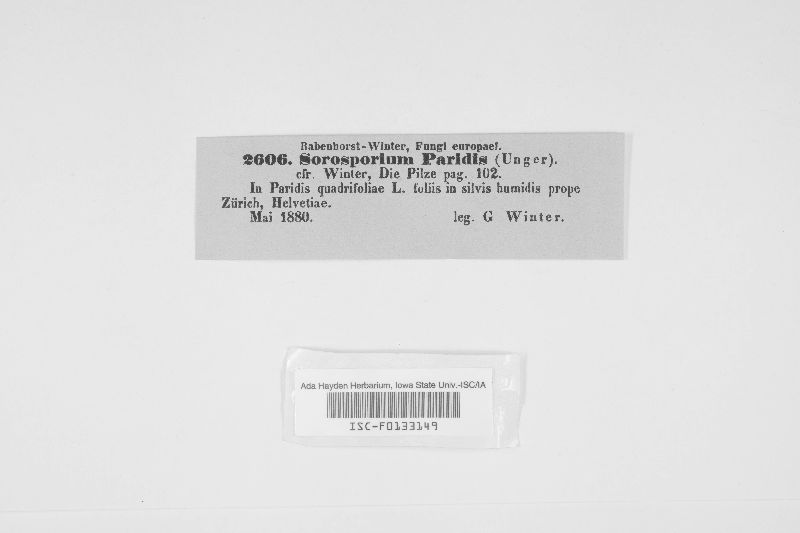 Rabenhorst-Winter, Fungi europaei.
2606. Sorosporium Paridis (Unger).
cfr. Winter, Die Pilze pag. 102.
In Paridis quadrifoliae L. foliis in silvis humidis prope
Zürich, Helvetiae.
Mai 1880. leg. G Winter.
Ada Hayden Herbarium, Iowa State Univ.-ISC/IA
ISC-F0133149